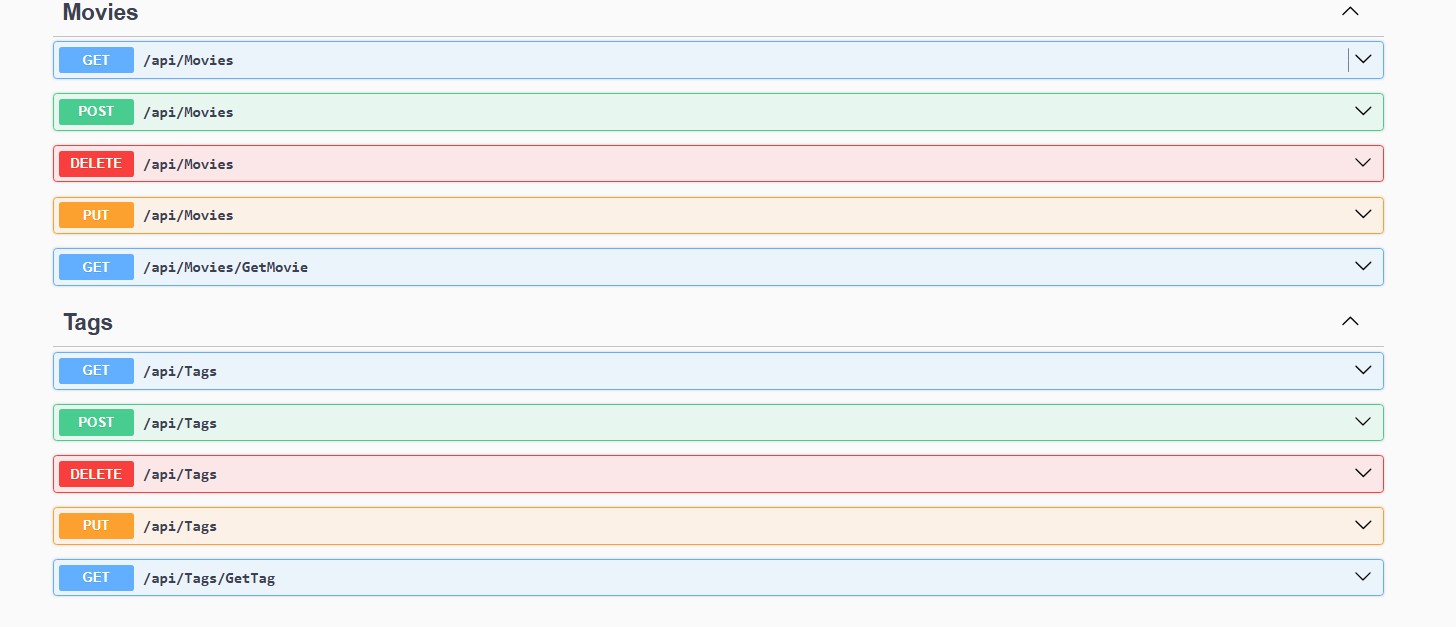 Movies
GET /api/Movies
POST /api/Movies
DELETE /api/Movies
PUT /api/Movies
GET /api/Movies/GetMovie
Tags
GET /api/Tags
POST /api/Tags
DELETE /api/Tags
PUT /api/Tags
GET /api/Tags/GetTag